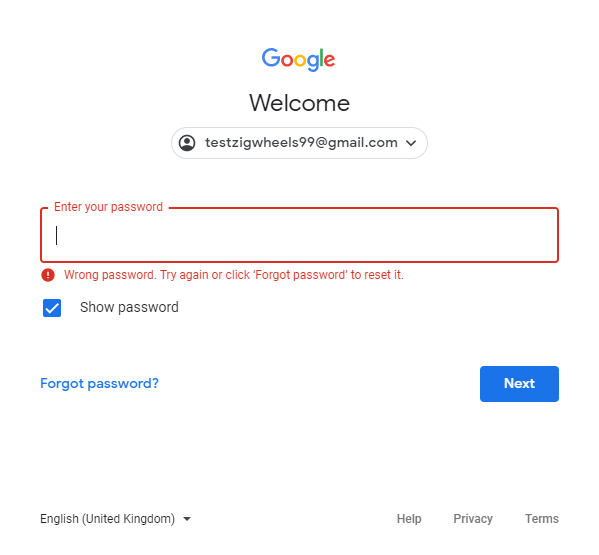 Google
Welcome
testzigwheels99@gmail.com
Enter your password
Wrong password. Try again or click 'Forgot password' to reset it.
Show password
Forgot password?
Next
English (United Kingdom)
Help Privacy Terms